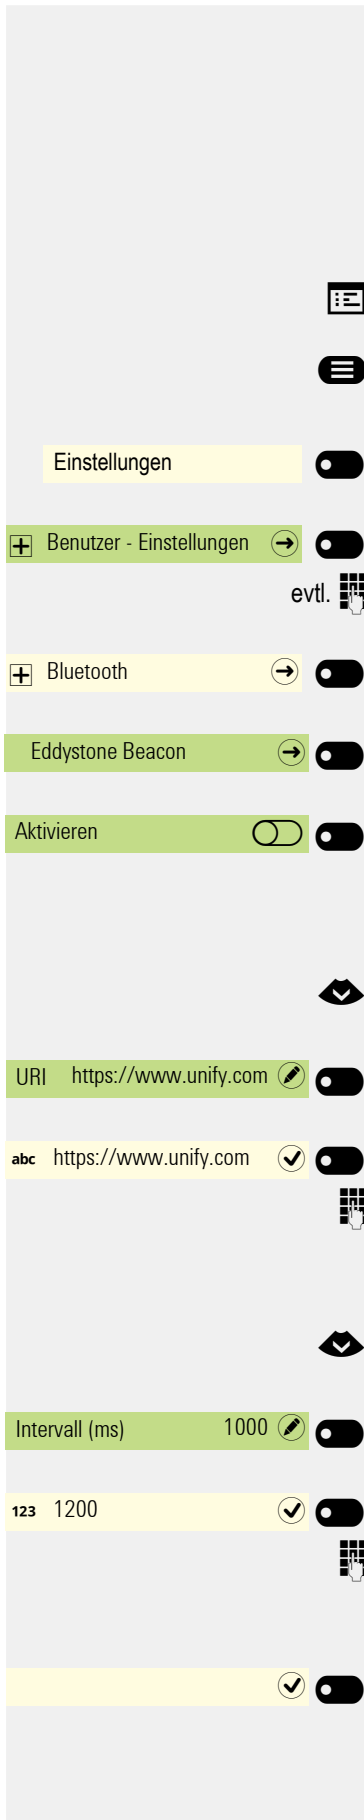 Einstellungen
Benutzer - Einstellungen
evtl.
Bluetooth
Eddystone Beacon
Aktivieren
URI https://www.unify.com
abc https://www.unify.com
Intervall (ms) 1000
123 1200